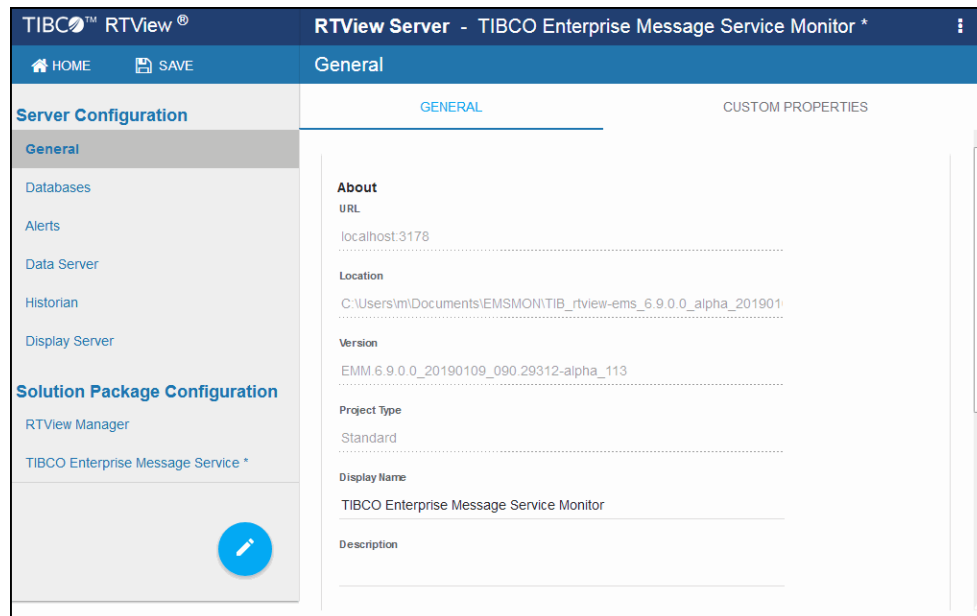 TIBCO™ RTView ®
RTView Server - TIBCO Enterprise Message Service Monitor *
HOME
SAVE
General
Server Configuration
General
Databases
Alerts
Data Server
Historian
Display Server
Solution Package Configuration
RTView Manager
TIBCO Enterprise Message Service *
GENERAL
CUSTOM PROPERTIES
About
URL
localhost:3178
Location
C:\Users\m\Documents\EMSMON\TIB_rtview-ems_6.9.0.0_alpha_201901
Version
EMM.6.9.0.0_20190109_090.29312-alpha_113
Project Type
Standard
Display Name
TIBCO Enterprise Message Service Monitor
Description